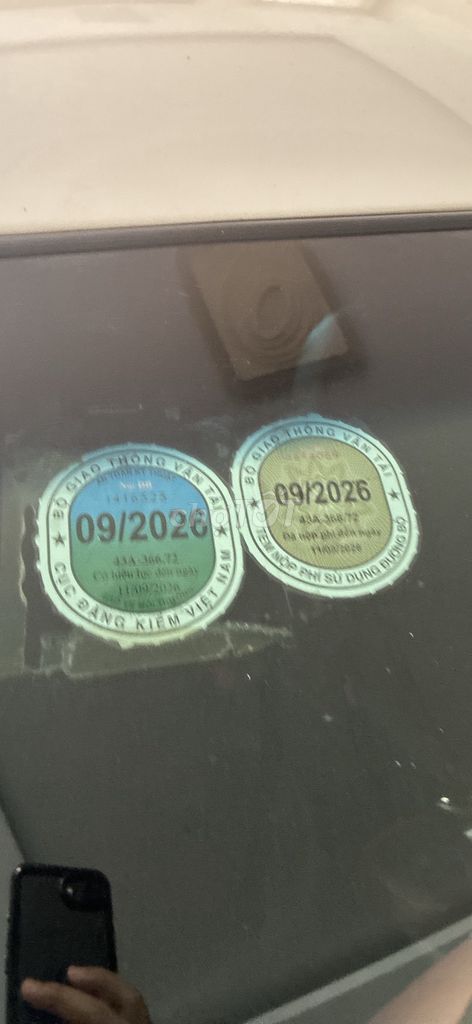 BỘ GIAO THÔNG VẬN TẢI
1416525
09/2026
43A-366.72
Có hiệu lực đến ngày
11/09/2026
CỤC ĐĂNG KIỂM VIỆT NAM
BỘ GIAO THÔNG VẬN TẢI
09/2026
43A-366.72
Đã nộp phí đến ngày
11/09/2026
TEM NỘP PHÍ SỬ DỤNG ĐƯỜNG BỘ